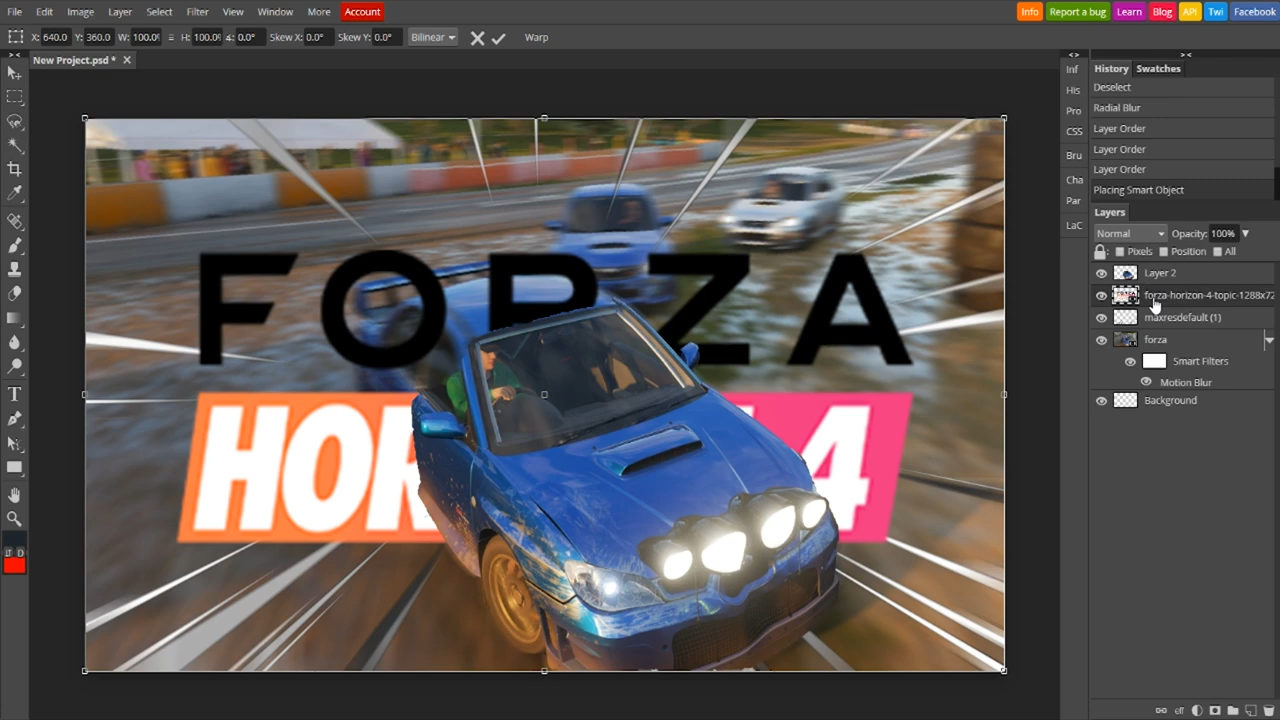 File Edit Image Layer Select Filter View Window More Account Info Report a bug Learn Blog API Twi Facebook
X: 640.0 Y: 360.0 W: 100.0% H: 100.0% 0.0° Skew X: 0.0° Skew Y: 0.0° Bilinear Warp
New Project.psd *
FORZA
HOR 4
Inf
His
Pro
CSS
Bru
Cha
Par
LaC
History Swatches
Deselect
Radial Blur
Layer Order
Layer Order
Layer Order
Placing Smart Object
Layers
Normal Opacity: 100%
Pixels Position All
Layer 2
forza-horizon-4-topic-1288x72
maxresdefault (1)
forza
Smart Filters
Motion Blur
Background
eff
T
D